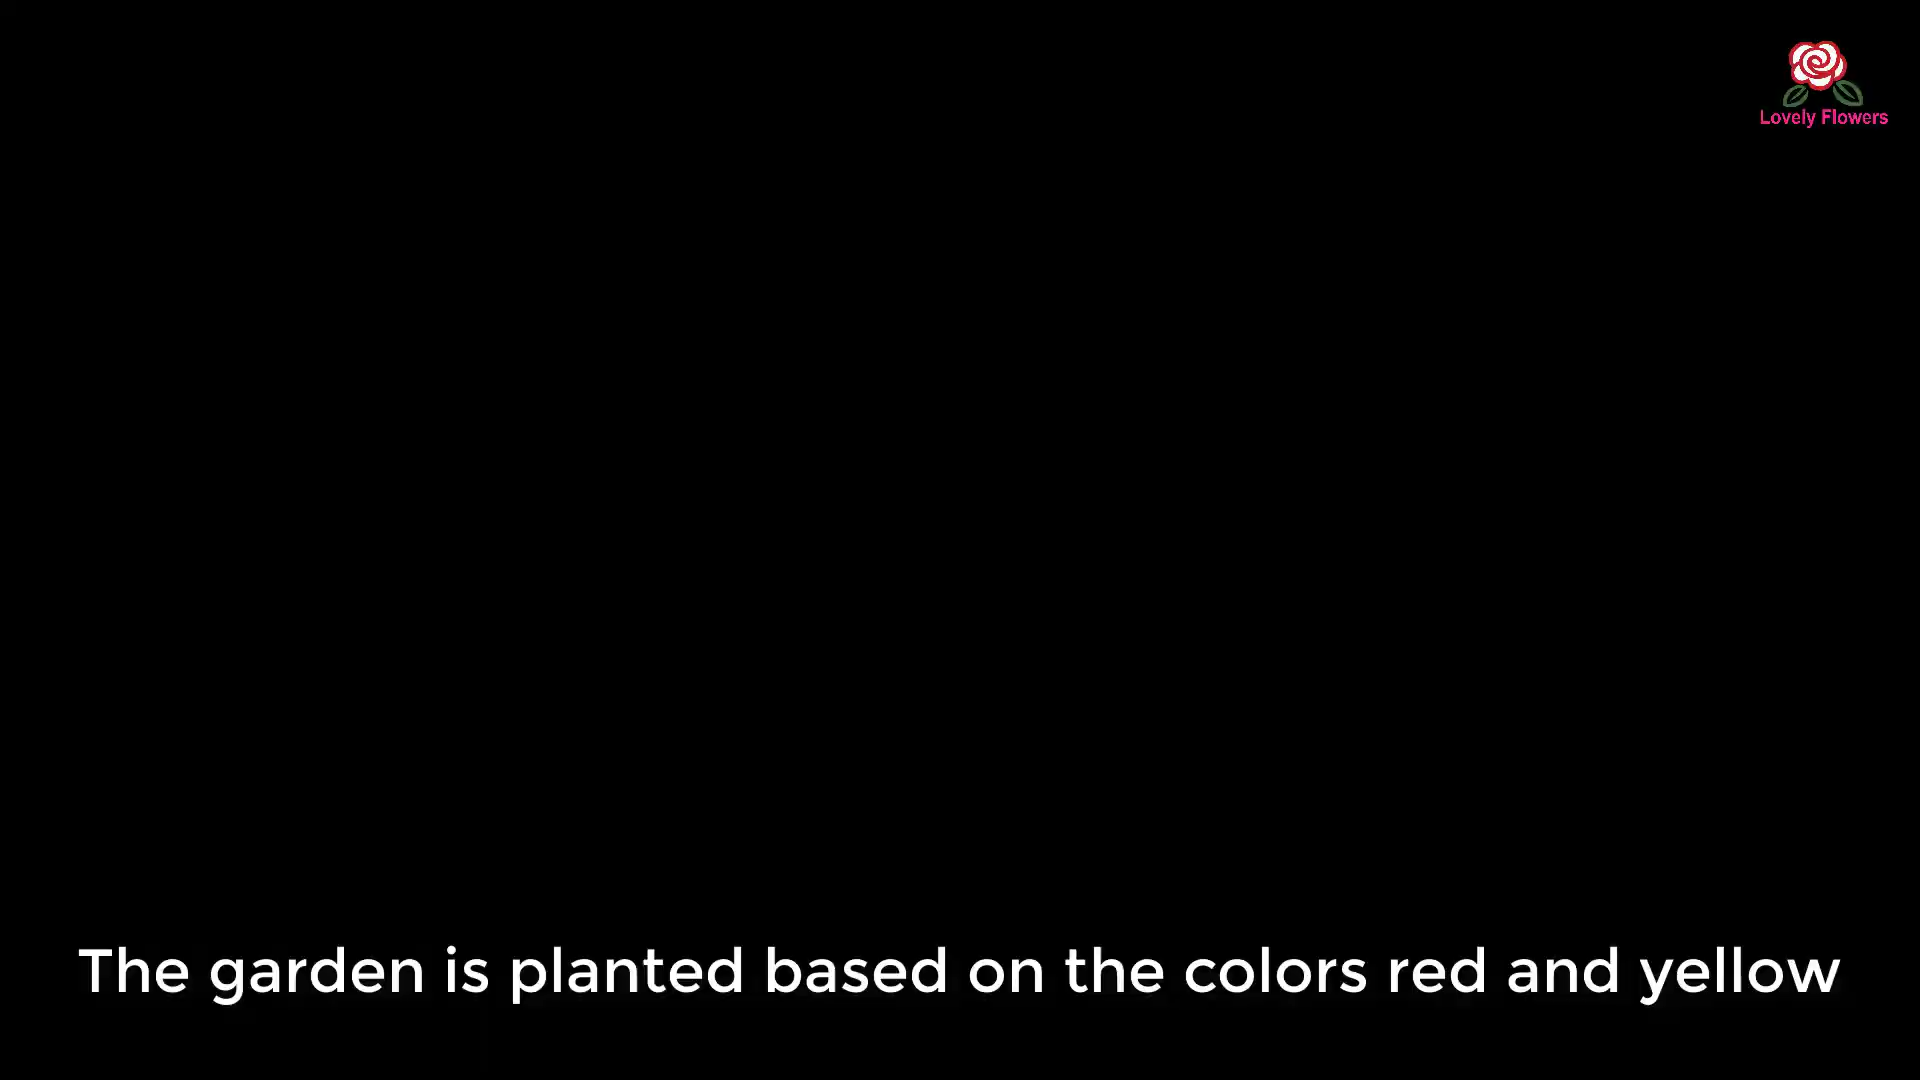 Lovely Flowers
The garden is planted based on the colors red and yellow